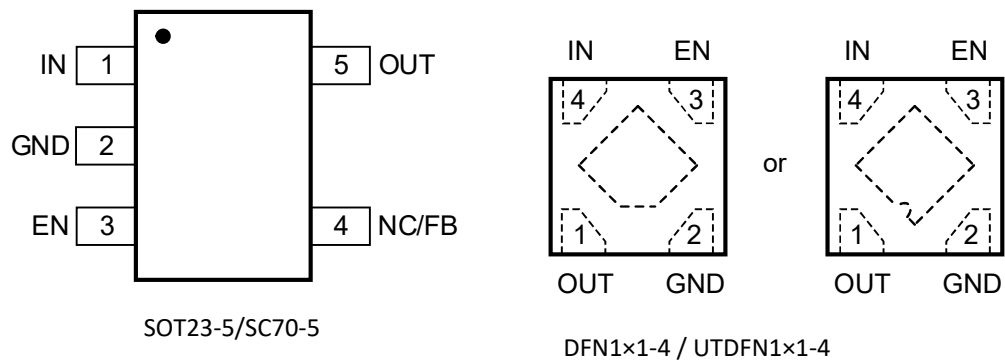 IN 1
5 OUT
GND 2
EN 3
4 NC/FB
SOT23-5/SC70-5
IN EN
4 3
1 2
OUT GND
or
IN EN
4 3
1 2
OUT GND
DFN1×1-4 / UTDFN1×1-4